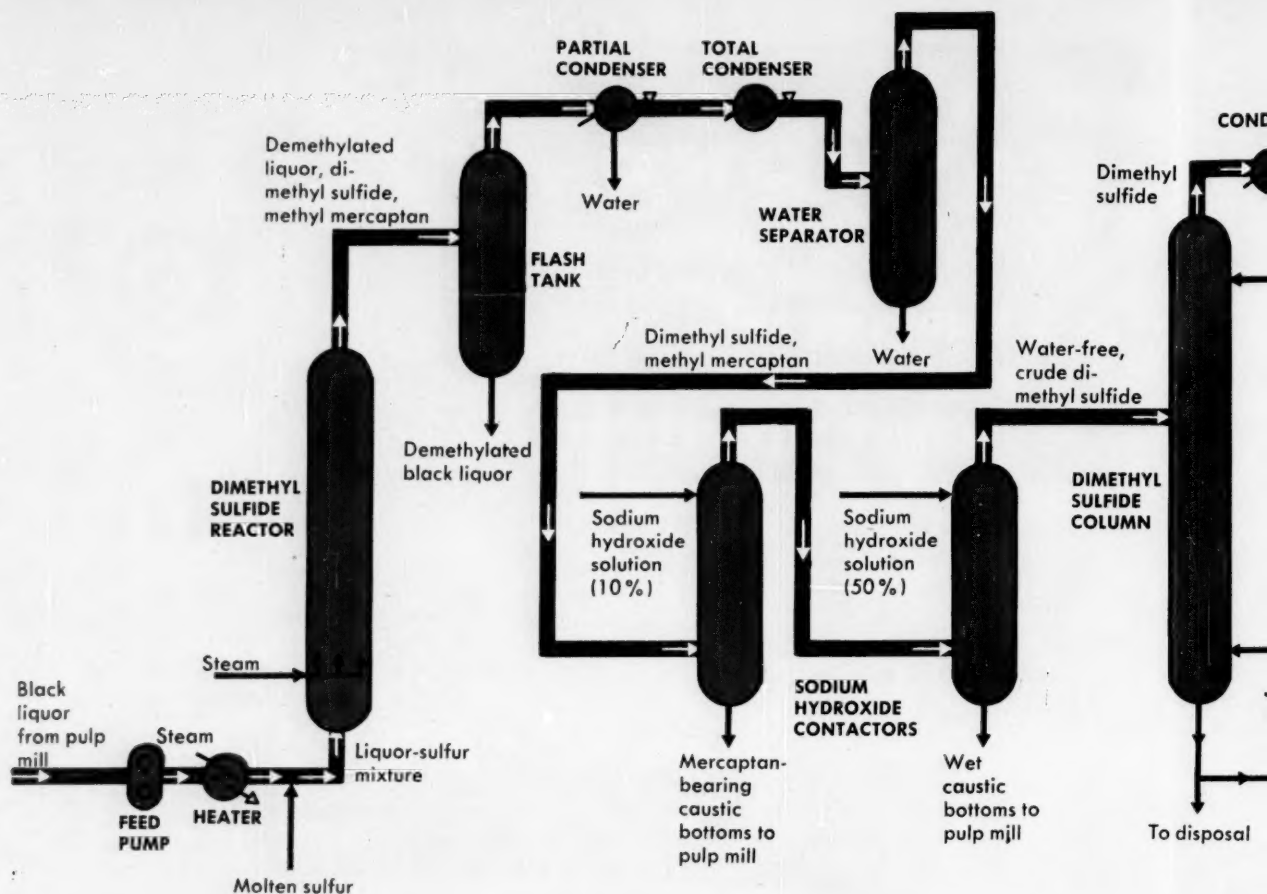 PARTIAL
CONDENSER
TOTAL
CONDENSER
COND
Demethylated
liquor, di-
methyl sulfide,
methyl mercaptan
Water
WATER
SEPARATOR
Dimethyl
sulfide
FLASH
TANK
Dimethyl sulfide,
methyl mercaptan
Water
Water-free,
crude di-
methyl sulfide
Demethylated
black liquor
DIMETHYL
SULFIDE
REACTOR
Sodium
hydroxide
solution
(10%)
Sodium
hydroxide
solution
(50%)
DIMETHYL
SULFIDE
COLUMN
Steam
Black
liquor
from pulp
mill
Steam
Liquor-sulfur
mixture
SODIUM
HYDROXIDE
CONTACTORS
FEED
PUMP
HEATER
Molten sulfur
Mercaptan-
bearing
caustic
bottoms to
pulp mill
Wet
caustic
bottoms to
pulp mill
To disposal